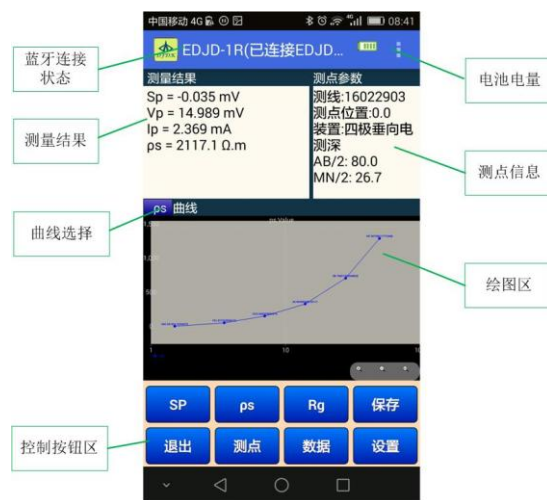 中国移动 4G
08:41
EDJD-1R(已连接EDJD...
蓝牙连接
状态
电池电量
测量结果
测点参数
Sp = -0.035 mV
Vp = 14.989 mV
Ip = 2.369 mA
ρs = 2117.1 Ω.m
测线:16022903
测点位置:0.0
装置:四极垂向电
测深
AB/2: 80.0
MN/2: 26.7
测量结果
测点信息
ρs 曲线
曲线选择
绘图区
1,000
500
0
1
10
SP
ρs
Rg
保存
退出
测点
数据
设置
控制按钮区